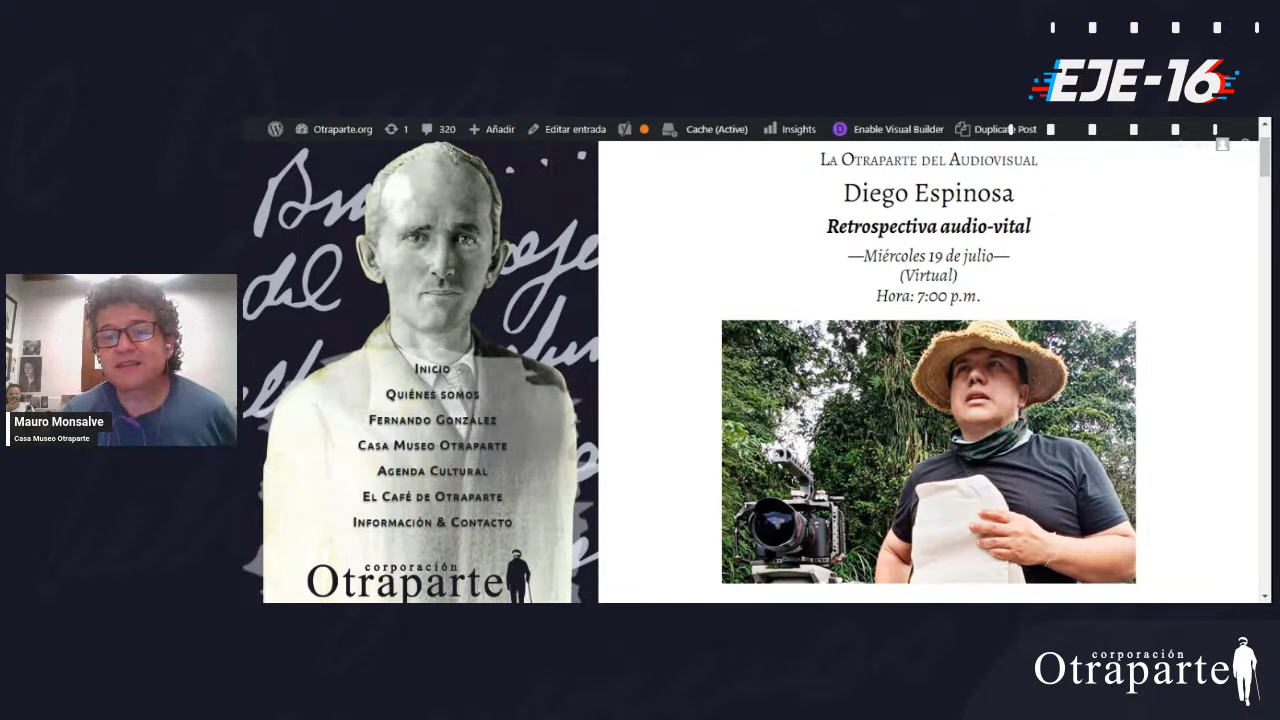 EJE-16
Otraparte.org 1 320 Añadir Editar entrada Cache (Active) Insights D Enable Visual Builder Duplicate Post
La Otraparte del Audiovisual
Diego Espinosa
Retrospectiva audio-vital
—Miércoles 19 de julio—
(Virtual)
Hora: 7:00 p.m.
Inicio
Quiénes somos
Fernando González
Casa Museo Otraparte
Agenda Cultural
El Café de Otraparte
Información & Contacto
corporación
Otraparte
Mauro Monsalve
Casa Museo Otraparte
corporación
Otraparte